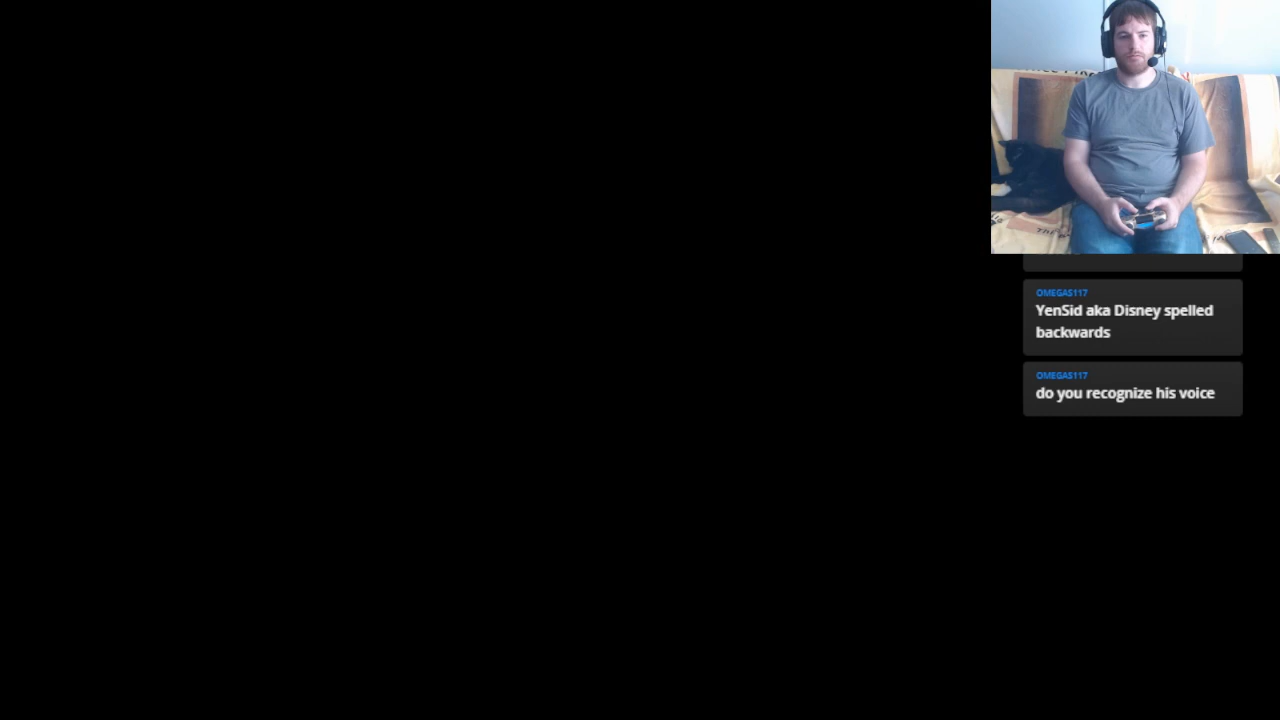 OMEGAS117
YenSid aka Disney spelled
backwards
OMEGAS117
do you recognize his voice